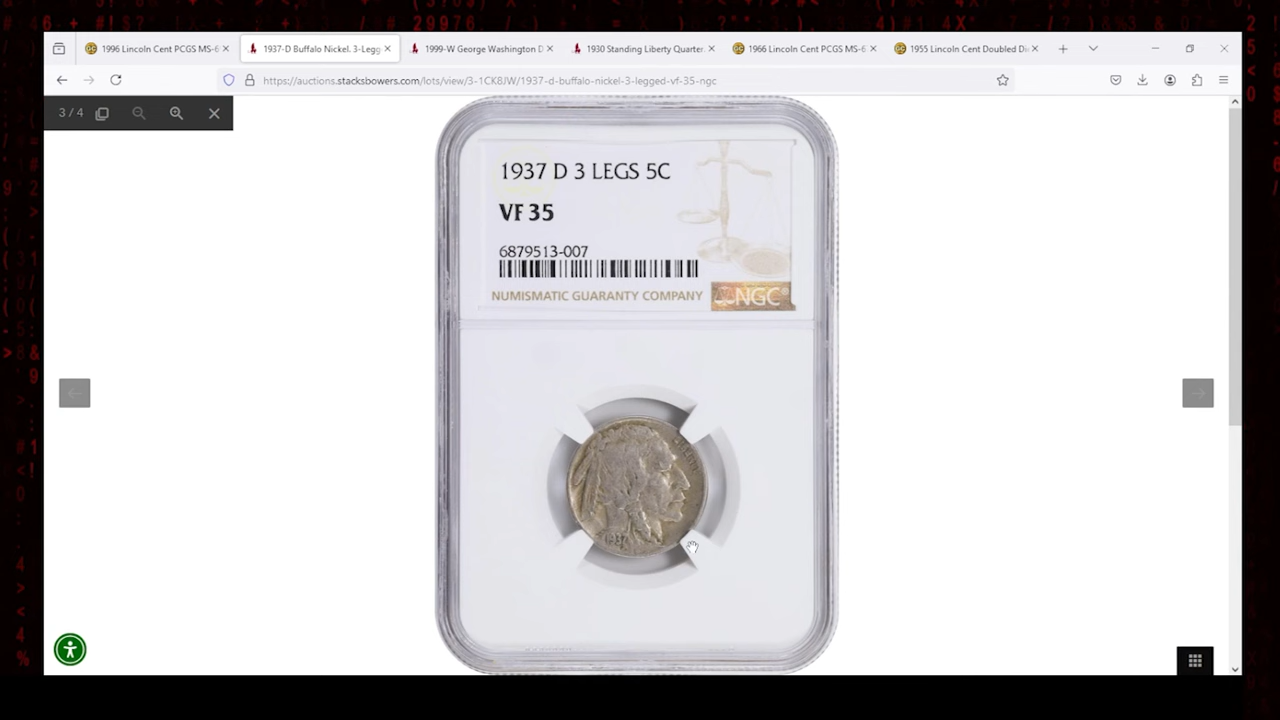 1996 Lincoln Cent PCGS MS-6
1937-D Buffalo Nickel. 3-Legg
1999-W George Washington D
1930 Standing Liberty Quarter.
1966 Lincoln Cent PCGS MS-6
1955 Lincoln Cent Doubled Di
https://auctions.stacksbowers.com/lots/view/3-1CK8JW/1937-d-buffalo-nickel-3-legged-vf-35-ngc
3 / 4
1937 D 3 LEGS 5C
VF 35
6879513-007
NUMISMATIC GUARANTY COMPANY
NGC
LIBERTY
1937